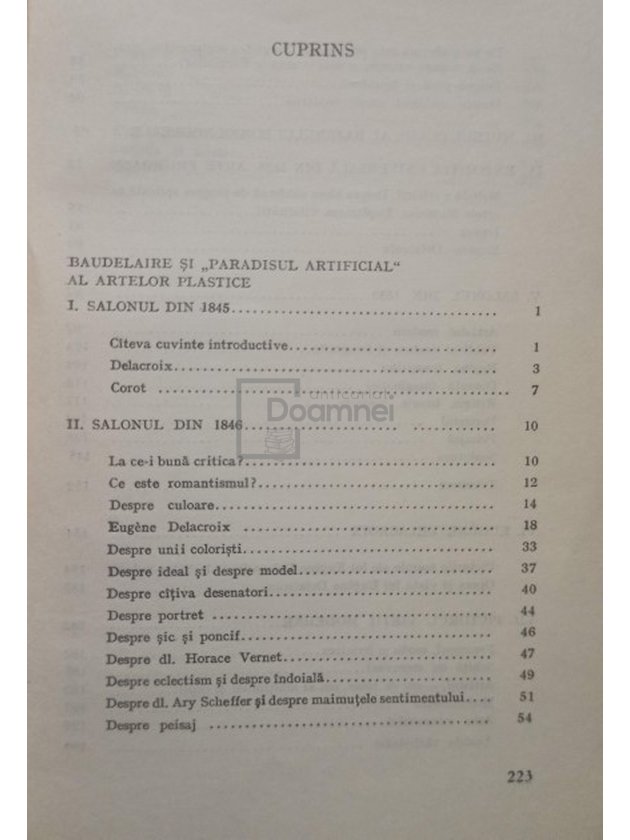 CUPRINS
BAUDELAIRE ŞI „PARADISUL ARTIFICIAL“
AL ARTELOR PLASTICE
I. SALONUL DIN 1845 1
Cîteva cuvinte introductive 1
Delacroix 3
Corot 7
anticariat
Doamnei
II. SALONUL DIN 1846 10
La ce-i bună critica? 10
Ce este romantismul? 12
Despre culoare 14
Eugène Delacroix 18
Despre unii colorişti 33
Despre ideal şi despre model 37
Despre cîţiva desenatori 40
Despre portret 44
Despre şic şi poncif 46
Despre dl. Horace Vernet 47
Despre eclectism şi despre îndoială 49
Despre dl. Ary Scheffer şi despre maimuţele sentimentului 51
Despre peisaj 54
223